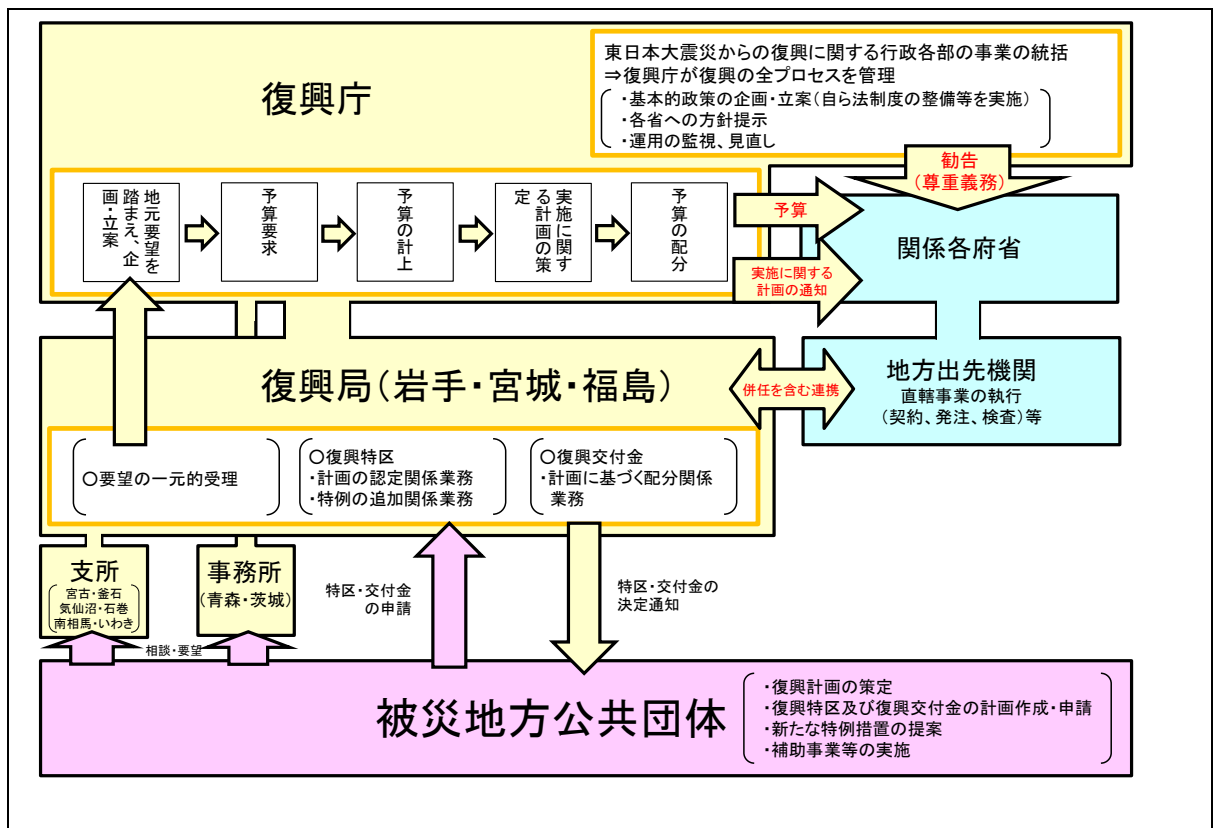 復興庁
東日本大震災からの復興に関する行政各部の事業の統括
⇒復興庁が復興の全プロセスを管理
・基本的政策の企画・立案(自ら法制度の整備等を実施)
・各省への方針提示
・運用の監視、見直し
勧告
(尊重義務)
地元要望を
踏まえ、企
画・立案
予算要求
予算の計上
実施に関す
る計画の策
定
予算の配分
予算
実施に関する
計画の通知
関係各府省
復興局(岩手・宮城・福島)
併任を含む連携
地方出先機関
直轄事業の執行
(契約、発注、検査)等
○要望の一元的受理
○復興特区
・計画の認定関係業務
・特例の追加関係業務
○復興交付金
・計画に基づく配分関係
業務
支所
宮古・釜石
気仙沼・石巻
南相馬・いわき
事務所
(青森・茨城)
特区・交付金
の申請
特区・交付金の
決定通知
相談・要望
被災地方公共団体
・復興計画の策定
・復興特区及び復興交付金の計画作成・申請
・新たな特例措置の提案
・補助事業等の実施